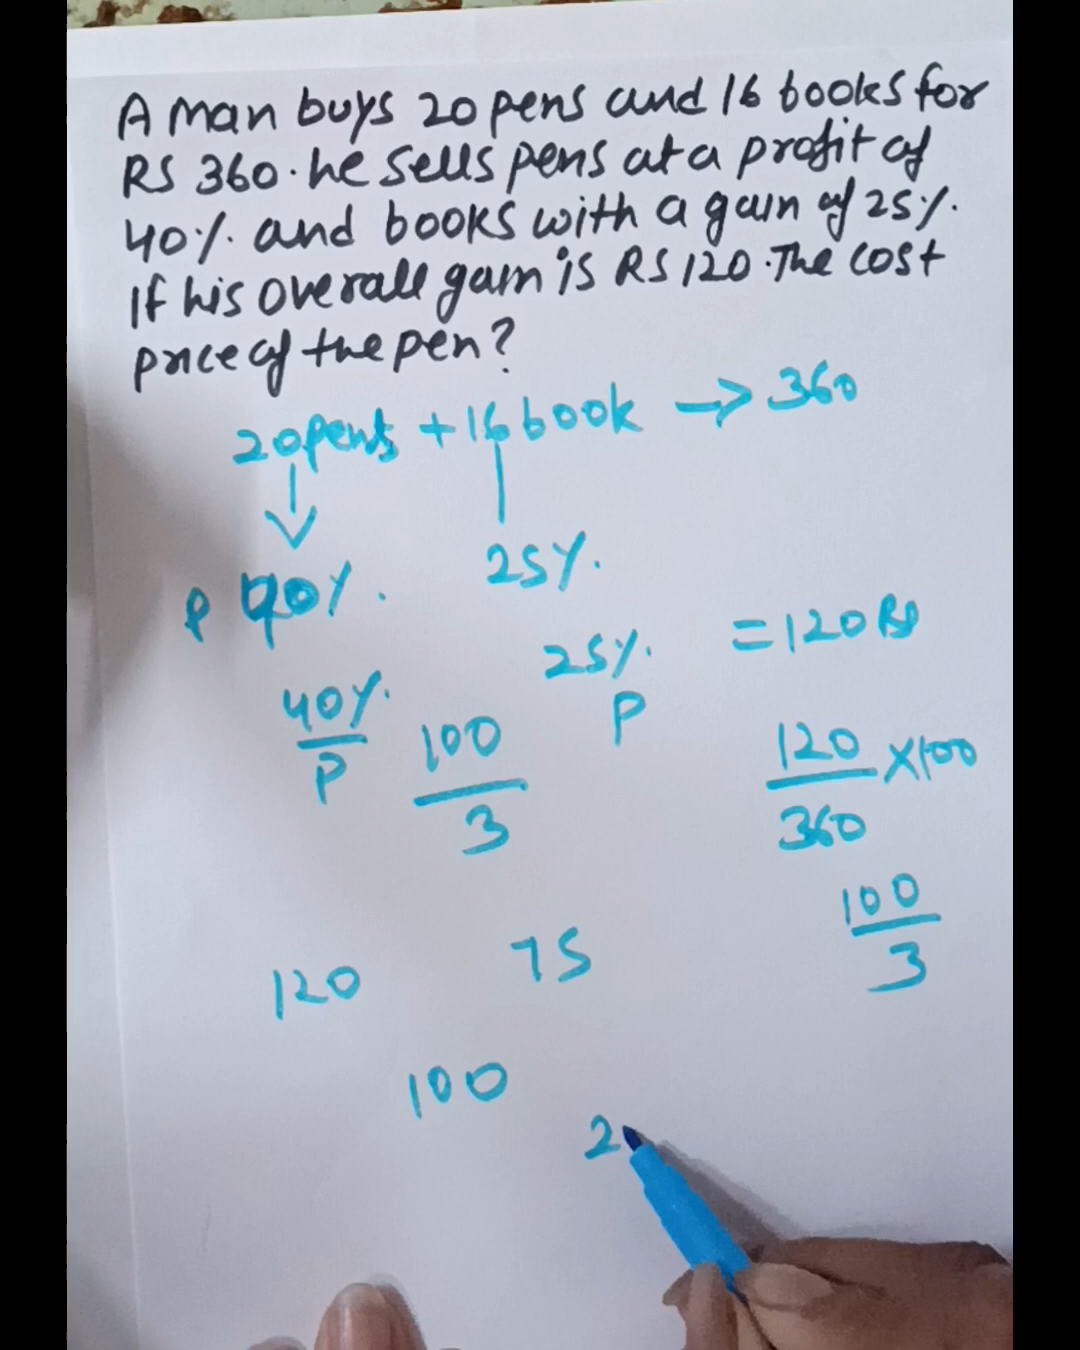 A man buys 20 pens and 16 books for
RS 360. he sells pens at a profit of
40%. and books with a gain of 25%.
If his overall gain is RS 120. The cost
price of the pen?
20pens + 16 book → 360
P 40%. 25%.
25%. = 120 Rs
P
40%.
P
100
3
120 × 100
360
100
3
120 75
100
2